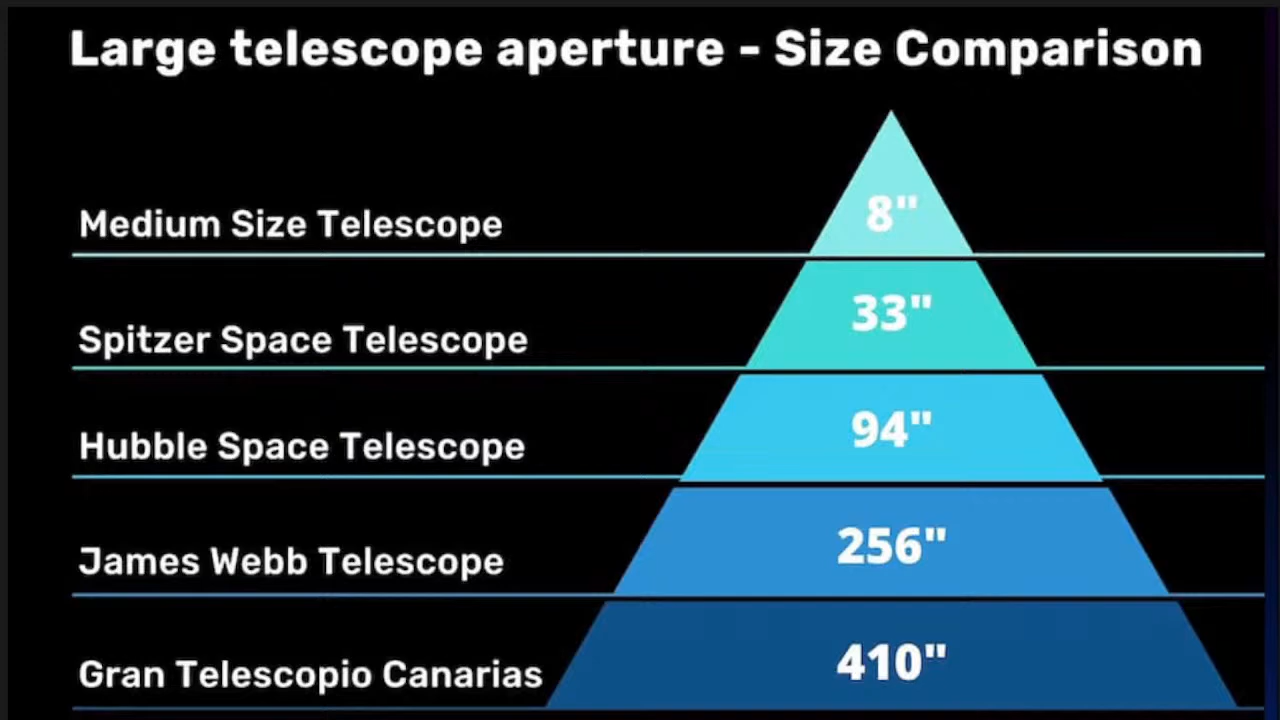 Large telescope aperture - Size Comparison
Medium Size Telescope 8"
Spitzer Space Telescope 33"
Hubble Space Telescope 94"
James Webb Telescope 256"
Gran Telescopio Canarias 410"